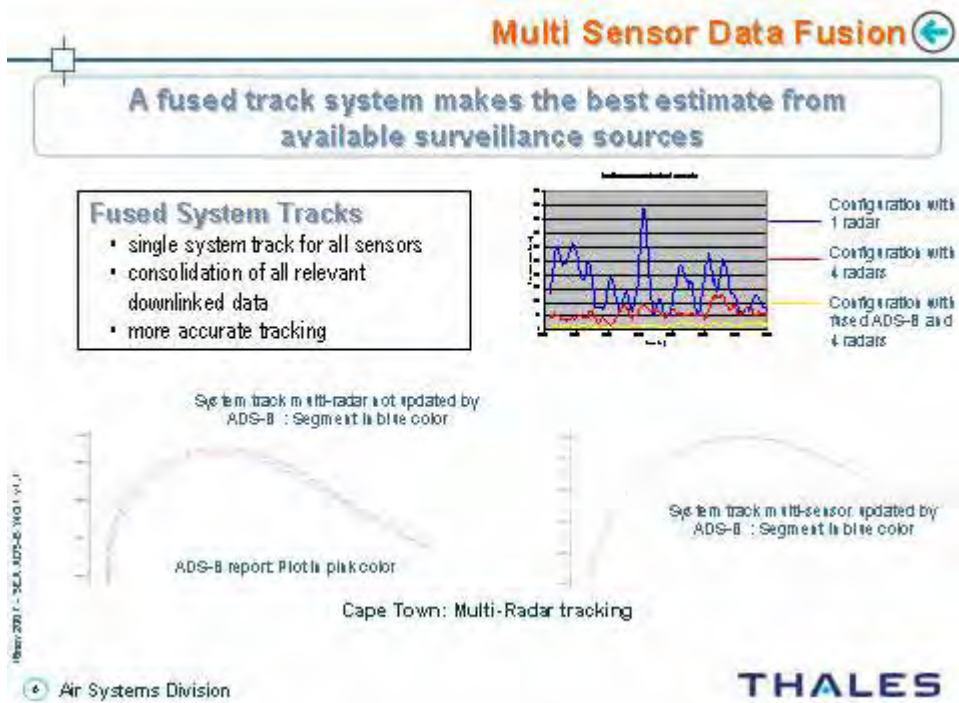 Multi Sensor Data Fusion
A fused track system makes the best estimate from
available surveillance sources
Fused System Tracks
• single system track for all sensors
• consolidation of all relevant
downlinked data
• more accurate tracking
Configuration with
1 radar
Configuration with
4 radars
Configuration with
fused ADS-B and
4 radars
System track multi-radar not updated by
ADS-B : Segment in blue color
System track multi-sensor updated by
ADS-B : Segment in blue color
ADS-B report: Plot in pink color
Cape Town: Multi-Radar tracking
6 Air Systems Division
THALES